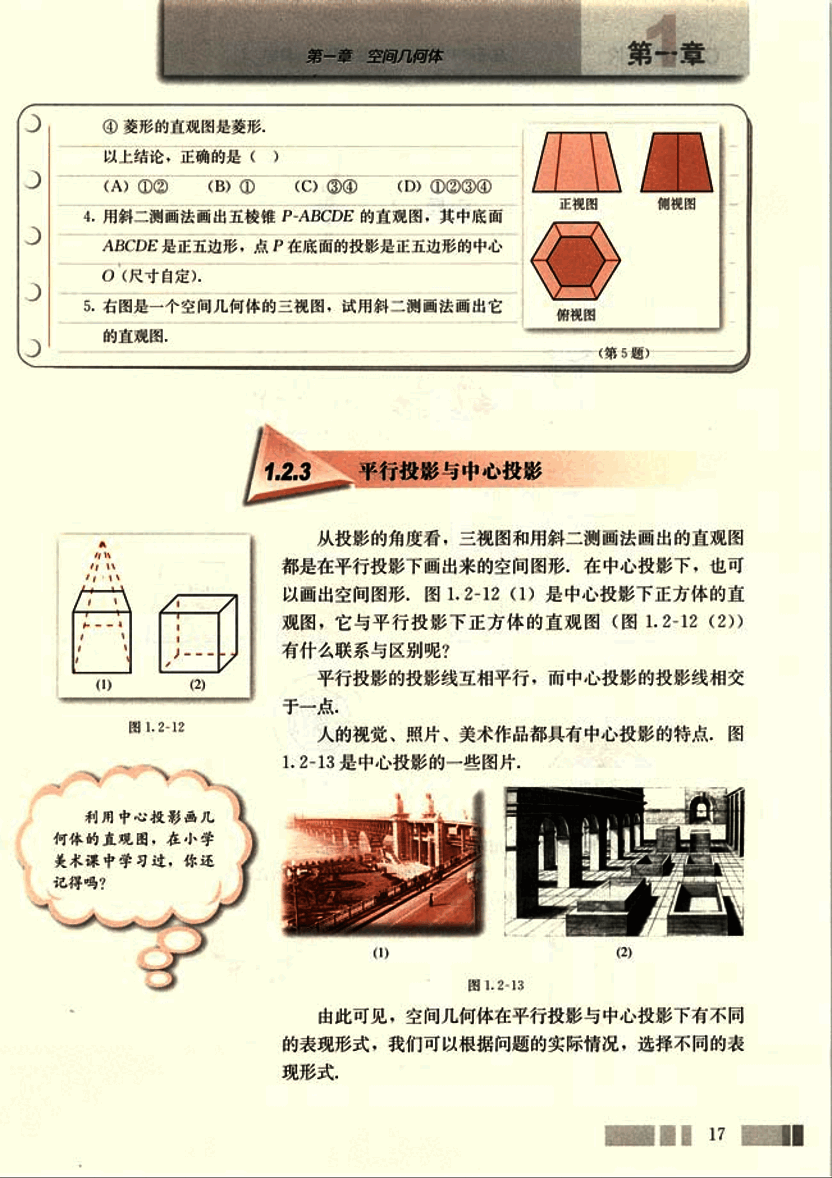 第一章 空间几何体
第一章
④ 菱形的直观图是菱形.
以上结论，正确的是（ ）
(A) ①② (B) ① (C) ③④ (D) ①②③④
4. 用斜二测画法画出五棱锥 P-ABCDE 的直观图，其中底面
ABCDE 是正五边形，点 P 在底面的投影是正五边形的中心
O（尺寸自定）.
5. 右图是一个空间几何体的三视图，试用斜二测画法画出它
的直观图.
正视图 侧视图
俯视图
（第 5 题）
1.2.3 平行投影与中心投影
从投影的角度看，三视图和用斜二测画法画出的直观图
都是在平行投影下画出来的空间图形. 在中心投影下，也可
以画出空间图形. 图 1.2-12（1）是中心投影下正方体的直
观图，它与平行投影下正方体的直观图（图 1.2-12（2））
有什么联系与区别呢？
(1) (2)
图 1.2-12
平行投影的投影线互相平行，而中心投影的投影线相交
于一点.
人的视觉、照片、美术作品都具有中心投影的特点. 图
1.2-13 是中心投影的一些图片.
利用中心投影画几
何体的直观图，在小学
美术课中学习过，你还
记得吗？
(1) (2)
图 1.2-13
由此可见，空间几何体在平行投影与中心投影下有不同
的表现形式，我们可以根据问题的实际情况，选择不同的表
现形式.
17